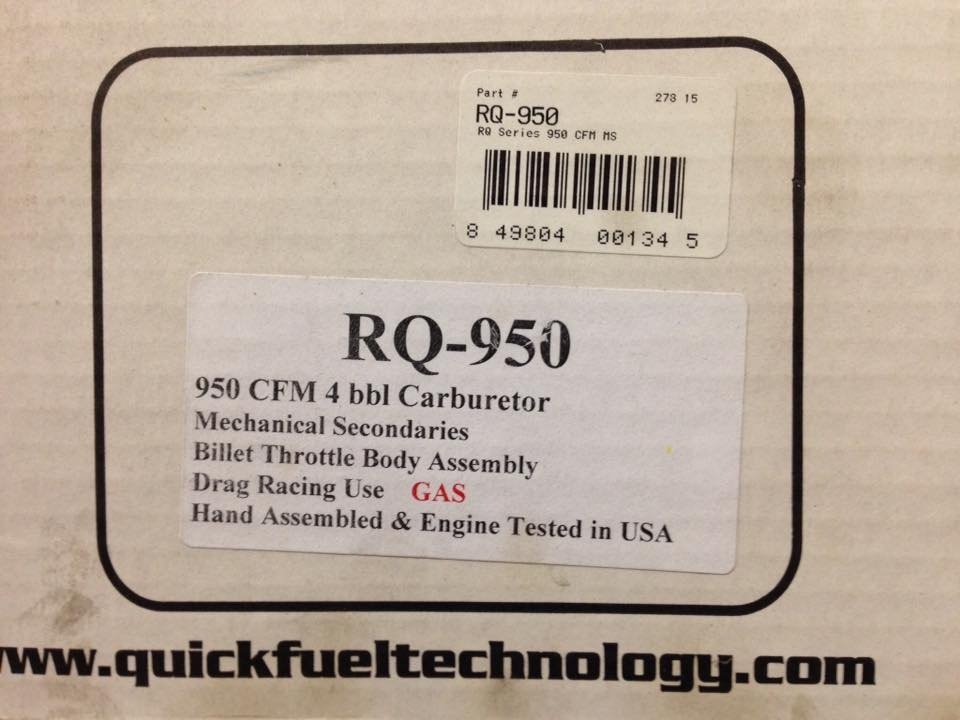 Part # 278 15
RQ-950
RQ Series 950 CFM MS
8 49804 00134 5
RQ-950
950 CFM 4 bbl Carburetor
Mechanical Secondaries
Billet Throttle Body Assembly
Drag Racing Use GAS
Hand Assembled & Engine Tested in USA
www.quickfueltechnology.com